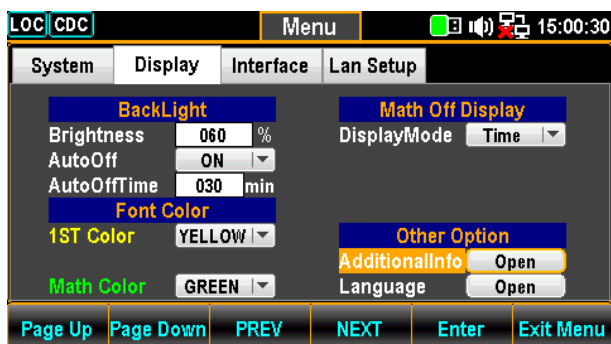 LOC CDC Menu 15:00:30
System Display Interface Lan Setup
BackLight
Brightness 060 %
AutoOff ON
AutoOffTime 030 min
Font Color
1ST Color YELLOW
Math Color GREEN
Math Off Display
DisplayMode Time
Other Option
AdditionalInfo Open
Language Open
Page Up Page Down PREV NEXT Enter Exit Menu